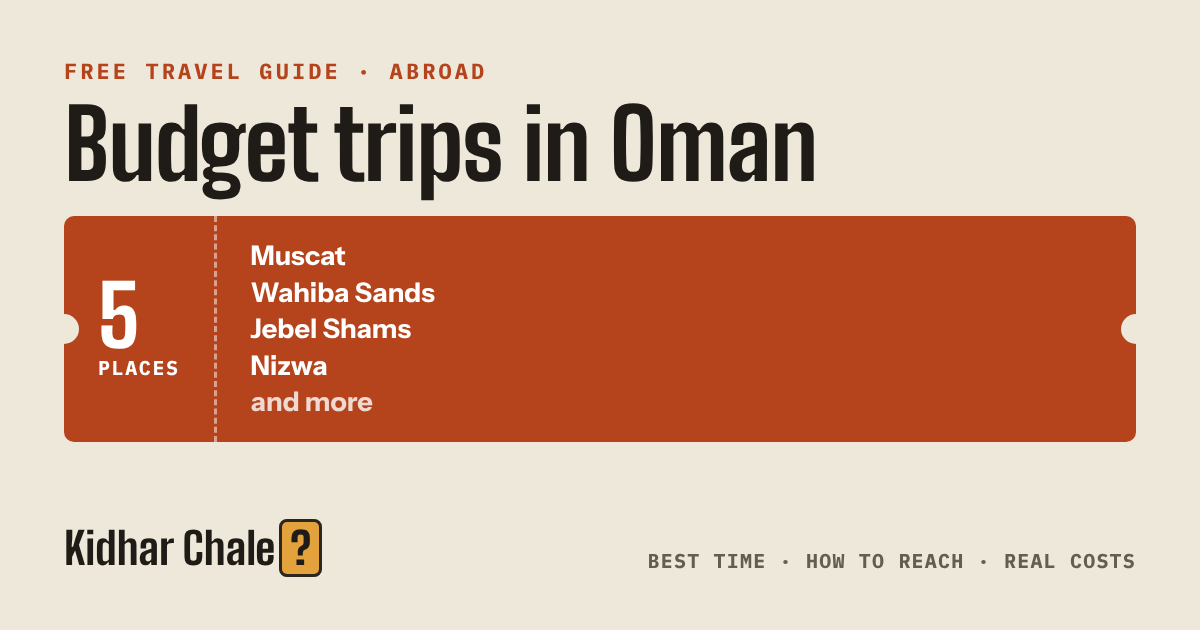 FREE TRAVEL GUIDE · ABROAD
Budget trips in Oman
5
PLACES
Muscat
Wahiba Sands
Jebel Shams
Nizwa
and more
Kidhar Chale ?
BEST TIME · HOW TO REACH · REAL COSTS